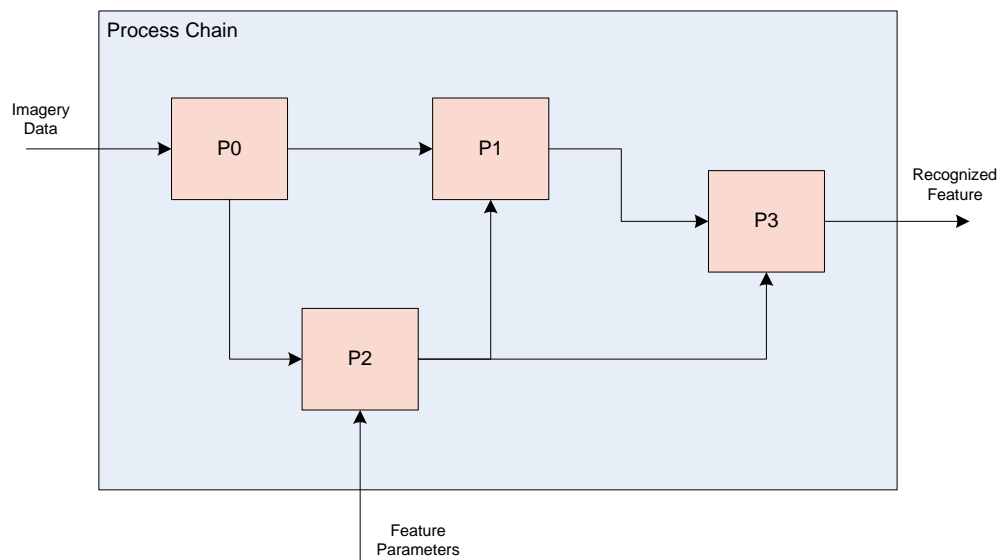 Process Chain
Imagery
Data
P0
P1
P3
Recognized
Feature
P2
Feature
Parameters